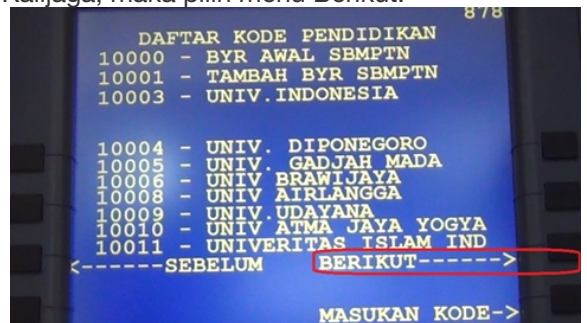 Kalijaga, maka pilih menu Berikut.
878
DAFTAR KODE PENDIDIKAN
10000 - BYR AWAL SBMPTN
10001 - TAMBAH BYR SBMPTN
10003 - UNIV.INDONESIA
10004 - UNIV. DIPONEGORO
10005 - UNIV. GADJAH MADA
10006 - UNIV BRAWIJAYA
10008 - UNIV AIRLANGGA
10009 - UNIV.UDAYANA
10010 - UNIV ATMA JAYA YOGYA
10011 - UNIVERITAS ISLAM IND
<------SEBELUM BERIKUT------>
MASUKAN KODE->